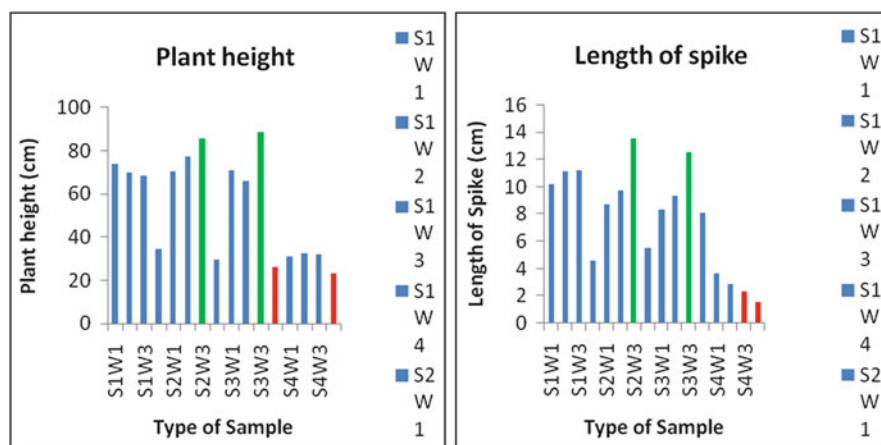 Plant height
Plant height (cm)
100
80
60
40
20
0
S1W1
S1W3
S2W1
S2W3
S3W1
S3W3
S4W1
S4W3
Type of Sample
S1
W
1
S1
W
2
S1
W
3
S1
W
4
S2
W
1
Length of spike
Length of Spike (cm)
16
14
12
10
8
6
4
2
0
S1W1
S1W3
S2W1
S2W3
S3W1
S3W3
S4W1
S4W3
Type of Sample
S1
W
1
S1
W
2
S1
W
3
S1
W
4
S2
W
1